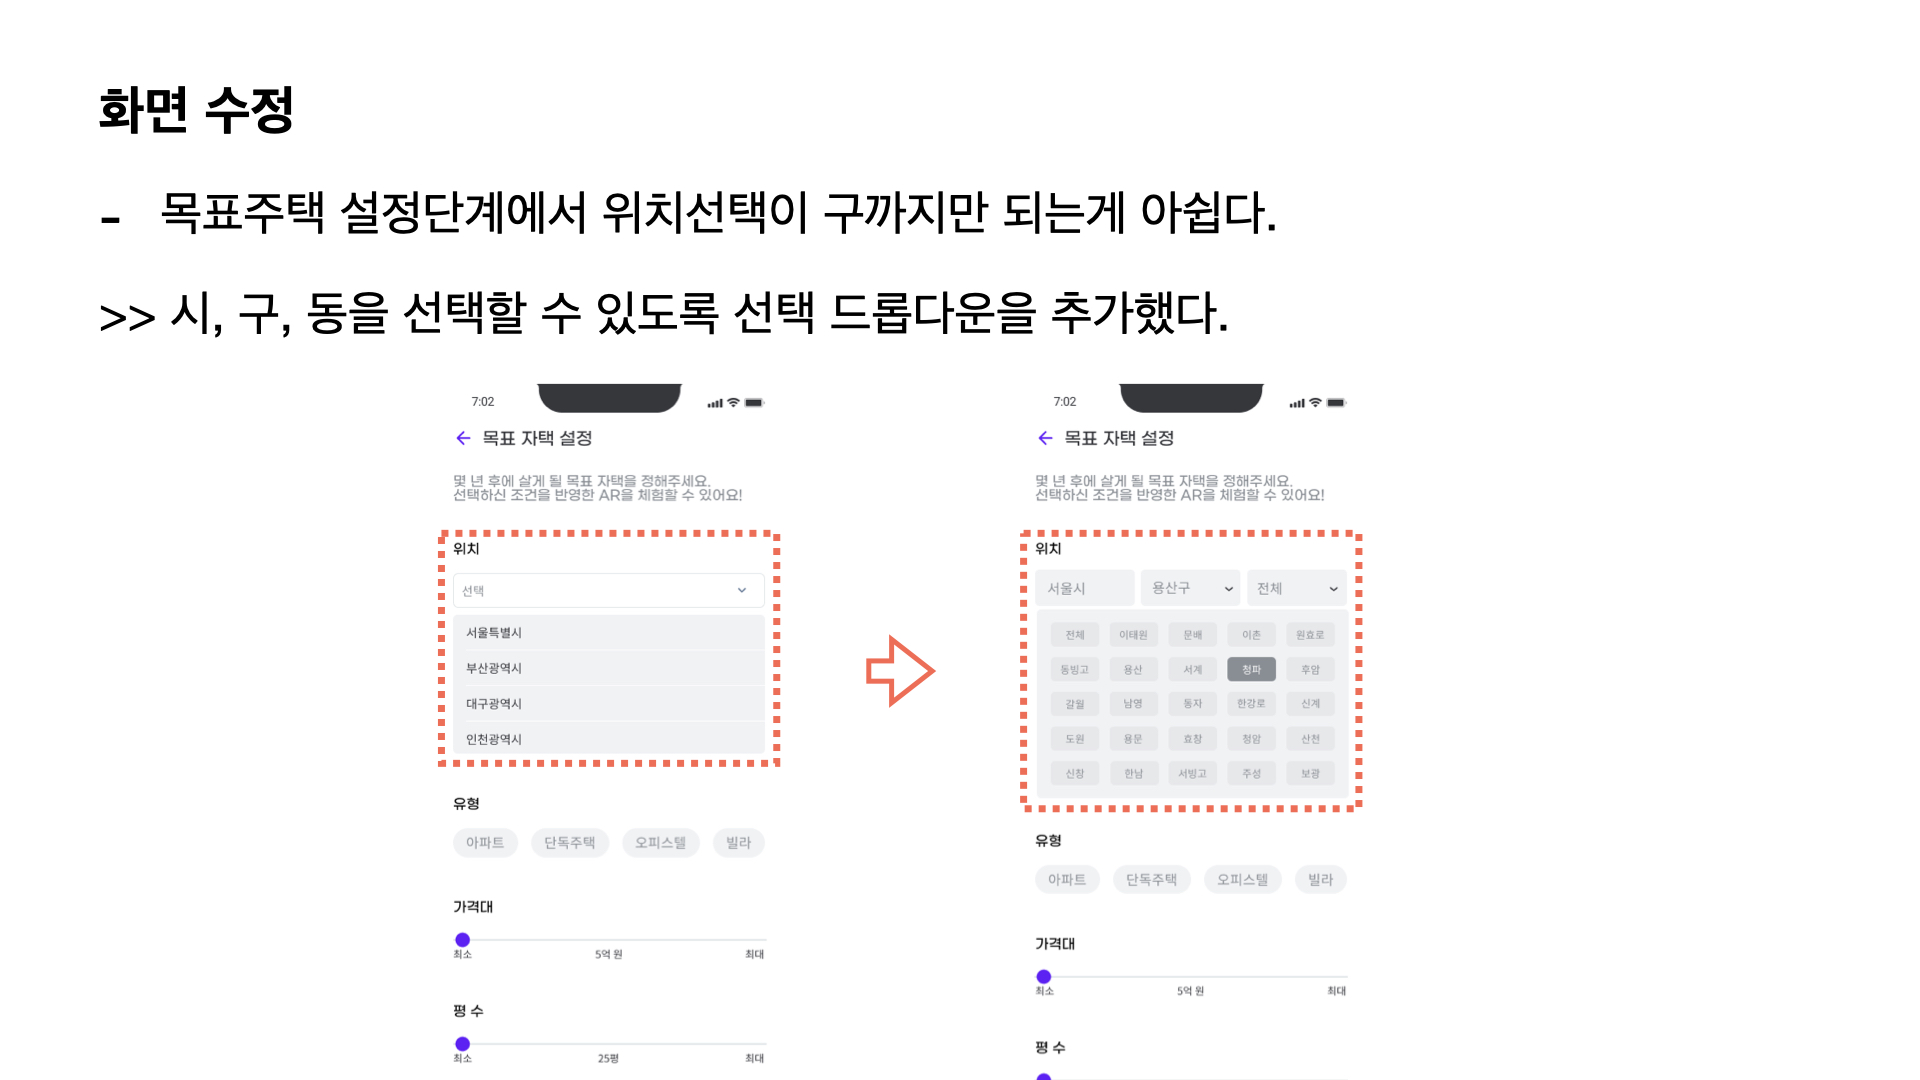 화면 수정
- 목표주택 설정단계에서 위치선택이 구까지만 되는게 아쉽다.
>> 시, 구, 동을 선택할 수 있도록 선택 드롭다운을 추가했다.
7:02
목표 자택 설정
몇 년 후에 살게 될 목표 자택을 정해주세요.
선택하신 조건을 반영한 AR을 체험할 수 있어요!
위치
선택
서울특별시
부산광역시
대구광역시
인천광역시
유형
아파트 단독주택 오피스텔 빌라
가격대
최소 5억 원 최대
평 수
최소 25평 최대
7:02
목표 자택 설정
몇 년 후에 살게 될 목표 자택을 정해주세요.
선택하신 조건을 반영한 AR을 체험할 수 있어요!
위치
서울시 용산구 전체
전체 이태원 문배 이촌 원효로
동빙고 용산 서계 청파 후암
갈월 남영 동자 한강로 신계
도원 용문 효창 청암 산천
신창 한남 서빙고 주성 보광
유형
아파트 단독주택 오피스텔 빌라
가격대
최소 5억 원 최대
평 수